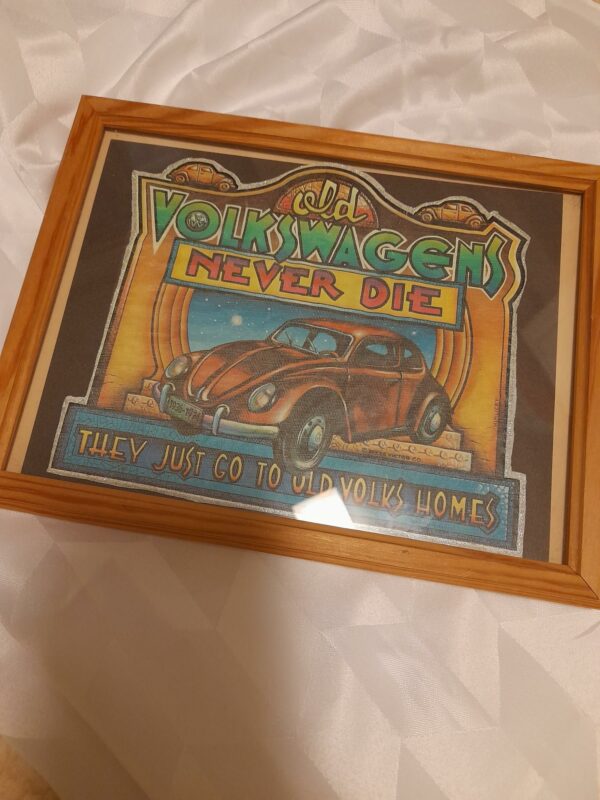 old
VOLKSWAGENS
NEVER DIE
THEY JUST GO TO OLD VOLKS HOMES